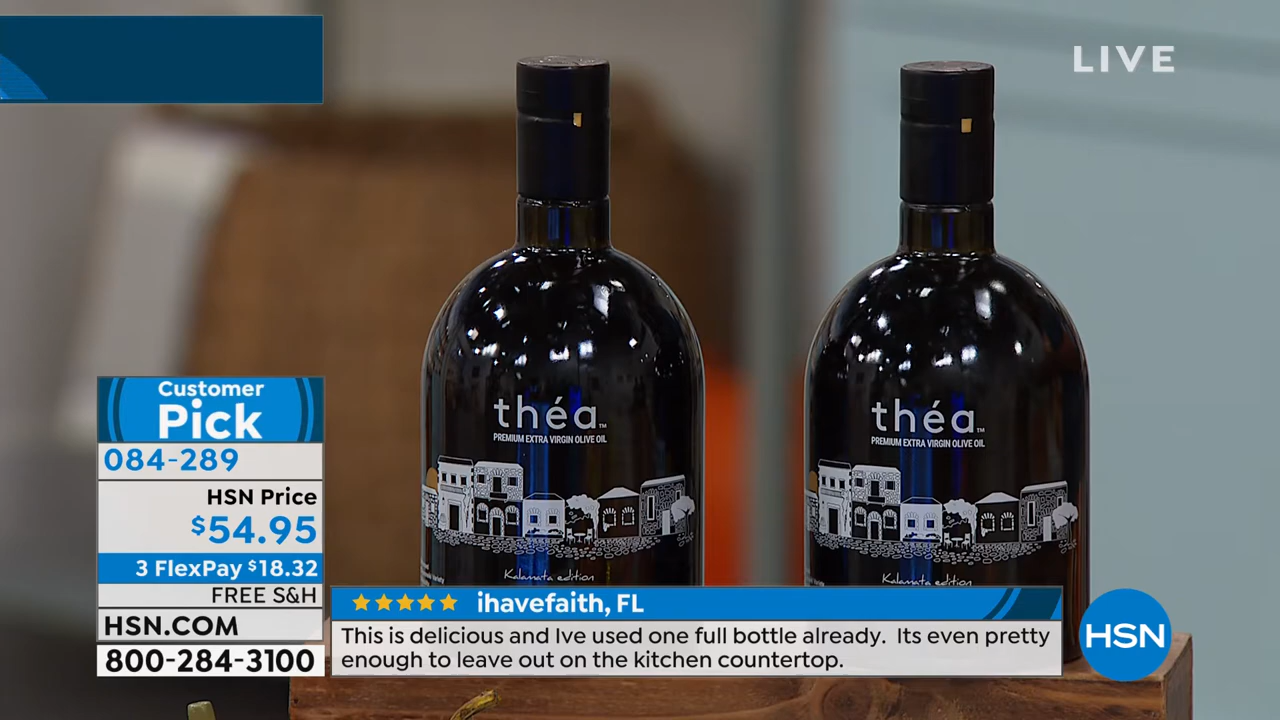 LIVE
théa™
PREMIUM EXTRA VIRGIN OLIVE OIL
Kalamata edition
théa™
PREMIUM EXTRA VIRGIN OLIVE OIL
Kalamata edition
Customer
Pick
084-289
HSN Price
$54.95
3 FlexPay $18.32
FREE S&H
HSN.COM
800-284-3100
ihavefaith, FL
This is delicious and Ive used one full bottle already. Its even pretty
enough to leave out on the kitchen countertop.
HSN